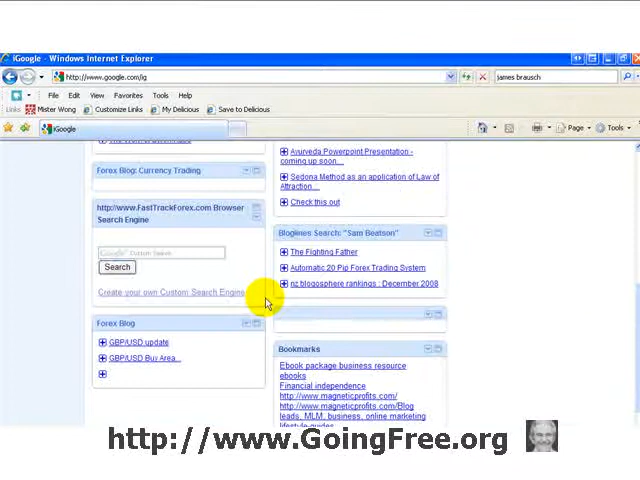 iGoogle - Windows Internet Explorer
http://www.google.com/ig
james brausch
File Edit View Favorites Tools Help
Links Mister Wong Customize Links My Delicious Save to Delicious
iGoogle
Page Tools
Forex Blog: Currency Trading
http://www.FastTrackForex.com Browser
Search Engine
Google Custom Search
Search
Create your own Custom Search Engine
Forex Blog
GBP/USD update
GBP/USD Buy Area...
Ayurveda Powerpoint Presentation -
coming up soon...
Sedona Method as an application of Law of
Attraction...
Check this out
Bloglines Search: "Sam Beatson"
The Fighting Father
Automatic 20 Pip Forex Trading System
nz blogosphere rankings : December 2008
Bookmarks
Ebook package business resource
ebooks
Financial independence
http://www.magneticprofits.com/
http://www.magneticprofits.com/Blog
leads, MLM, business, online marketing
lifestyle-guides
http://www.GoingFree.org